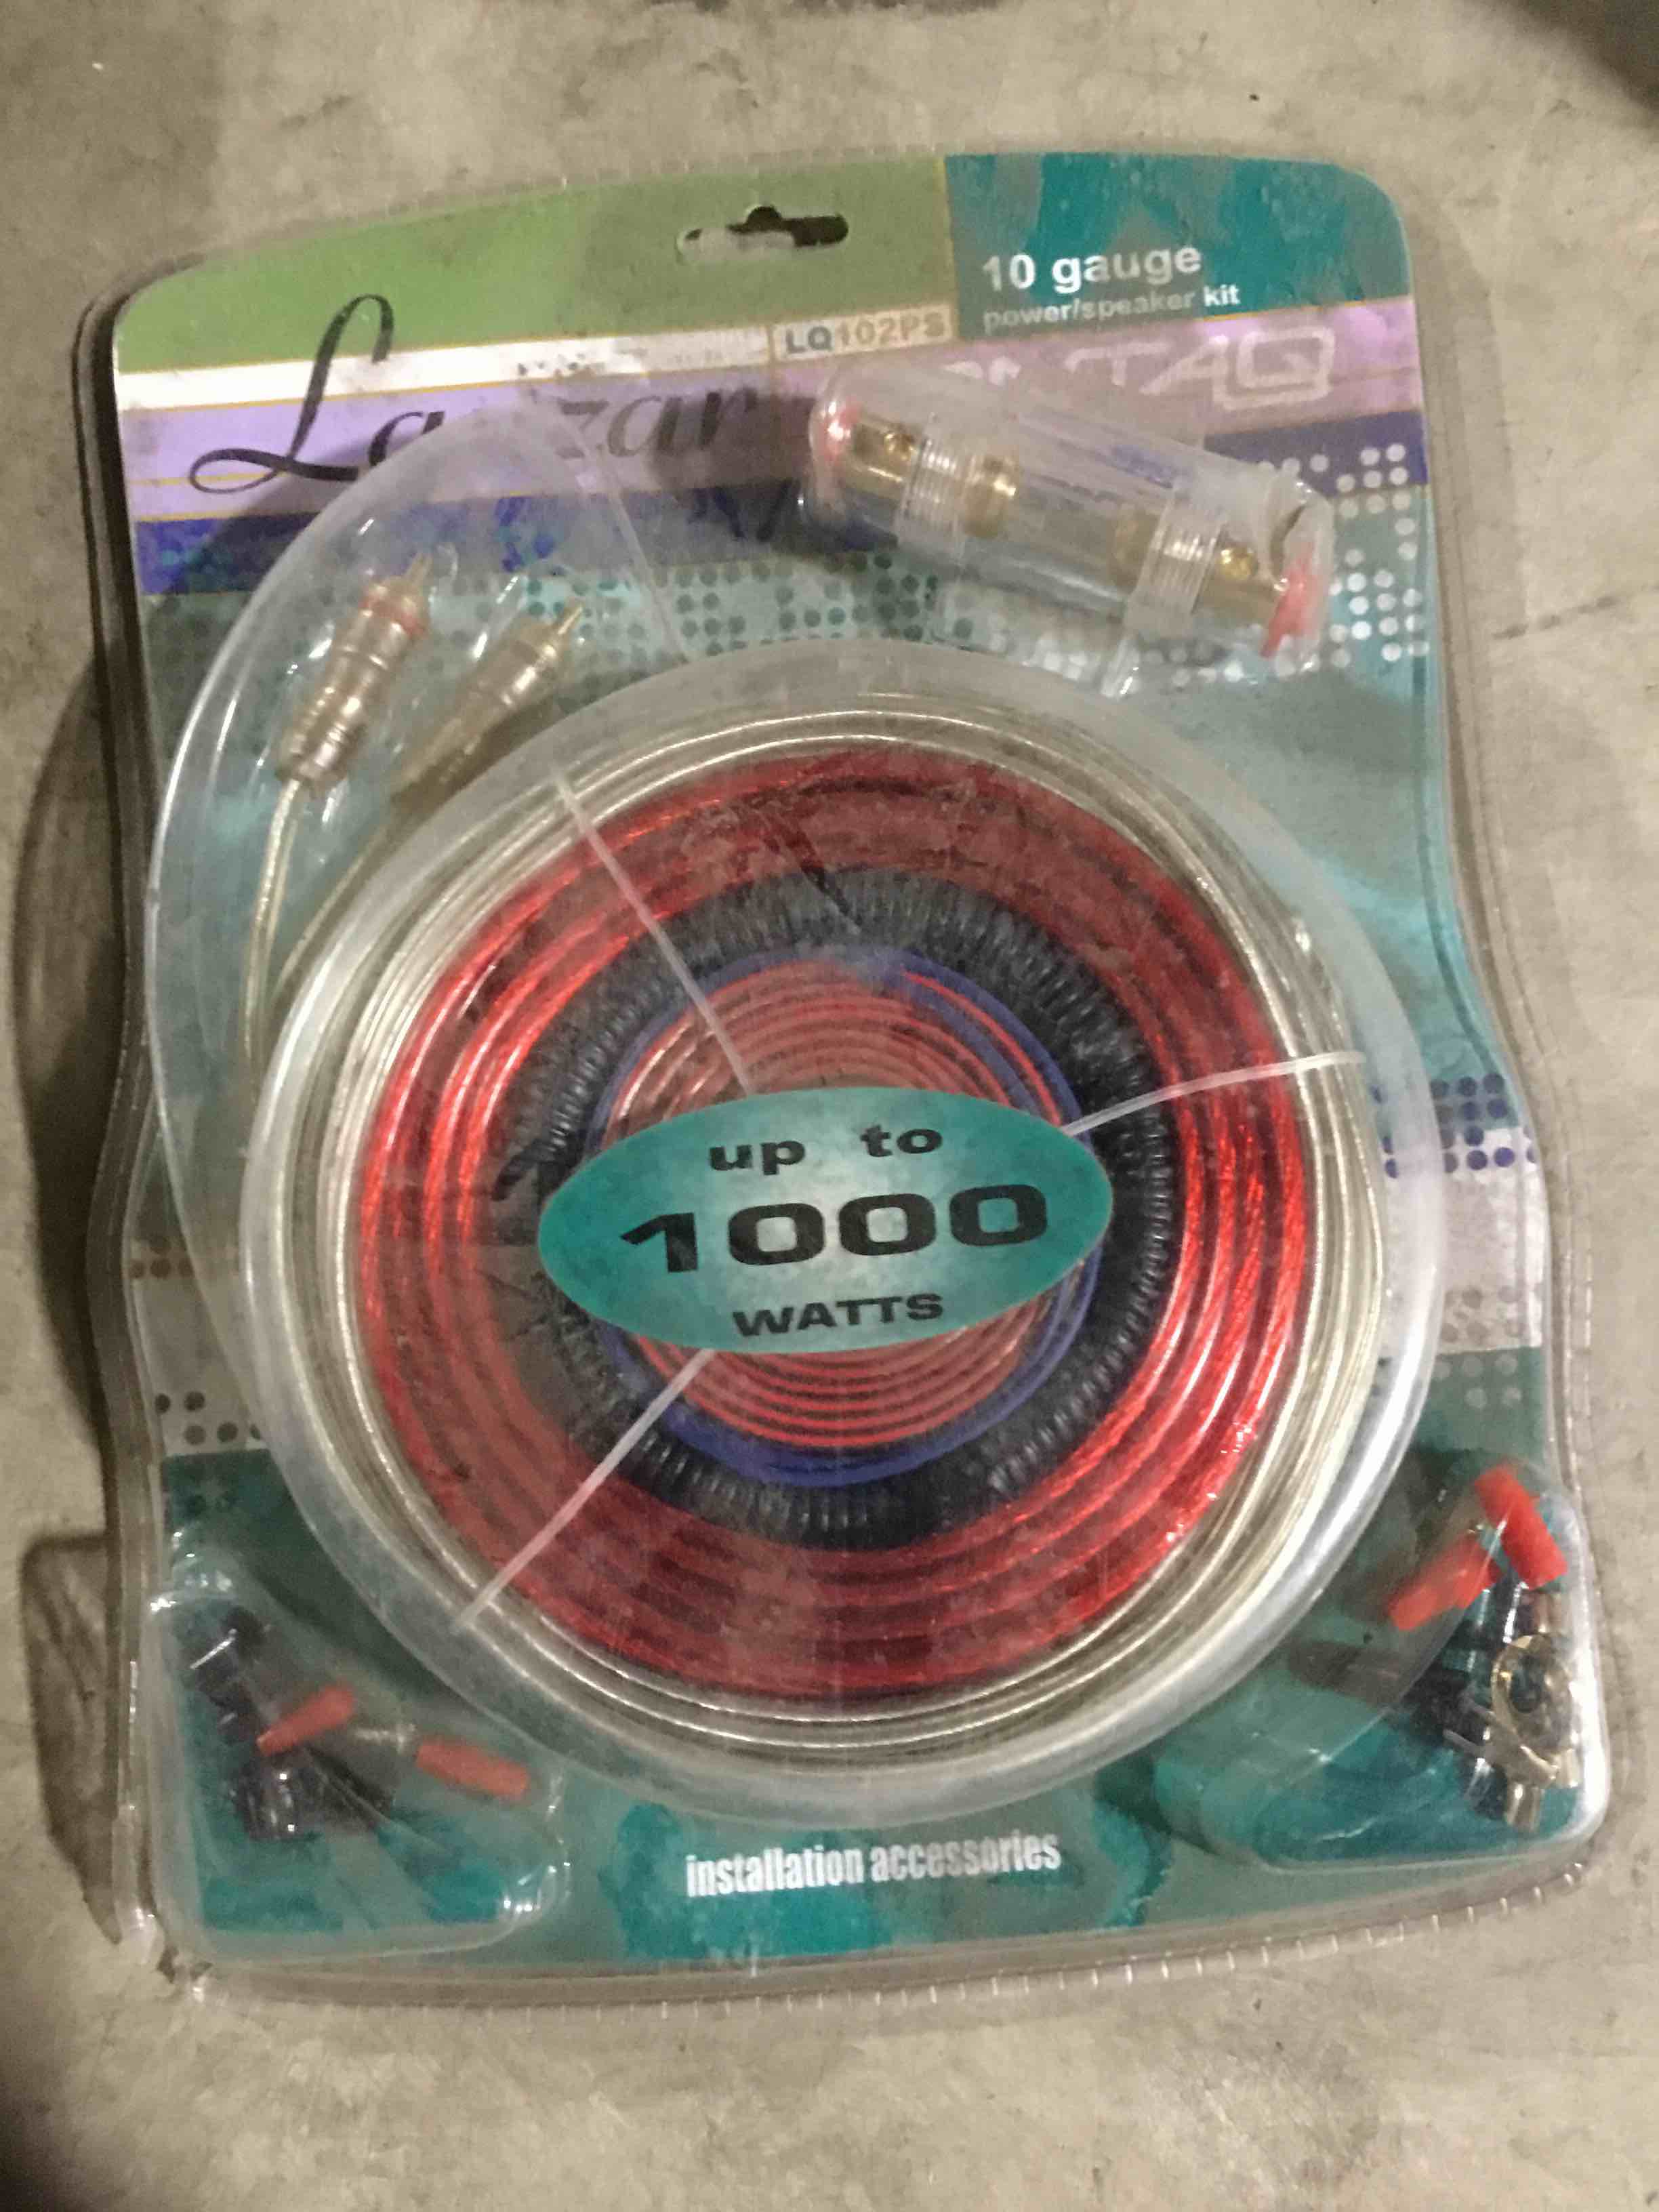 10 gauge
power/speaker kit
LQ102PS
up to
1000
WATTS
installation accessories